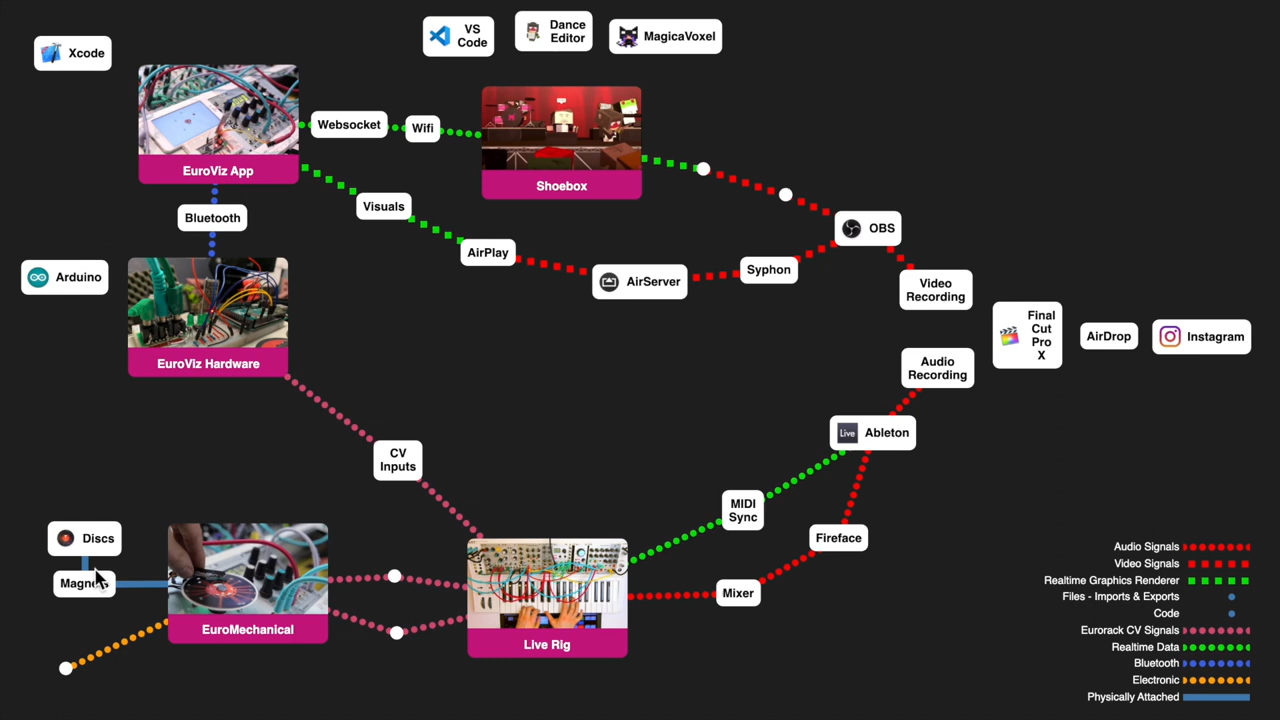 VS
Code
Dance
Editor
MagicaVoxel
Xcode
Websocket
Wifi
EuroViz App
Shoebox
Visuals
Bluetooth
OBS
AirPlay
Syphon
AirServer
Arduino
Video
Recording
Final
Cut
Pro
X
AirDrop
Instagram
EuroViz Hardware
Audio
Recording
Live
Ableton
CV
Inputs
MIDI
Sync
Discs
Fireface
Mixer
EuroMechanical
Live Rig
Audio Signals
Video Signals
Realtime Graphics Renderer
Files - Imports & Exports
Code
Eurorack CV Signals
Realtime Data
Bluetooth
Electronic
Physically Attached